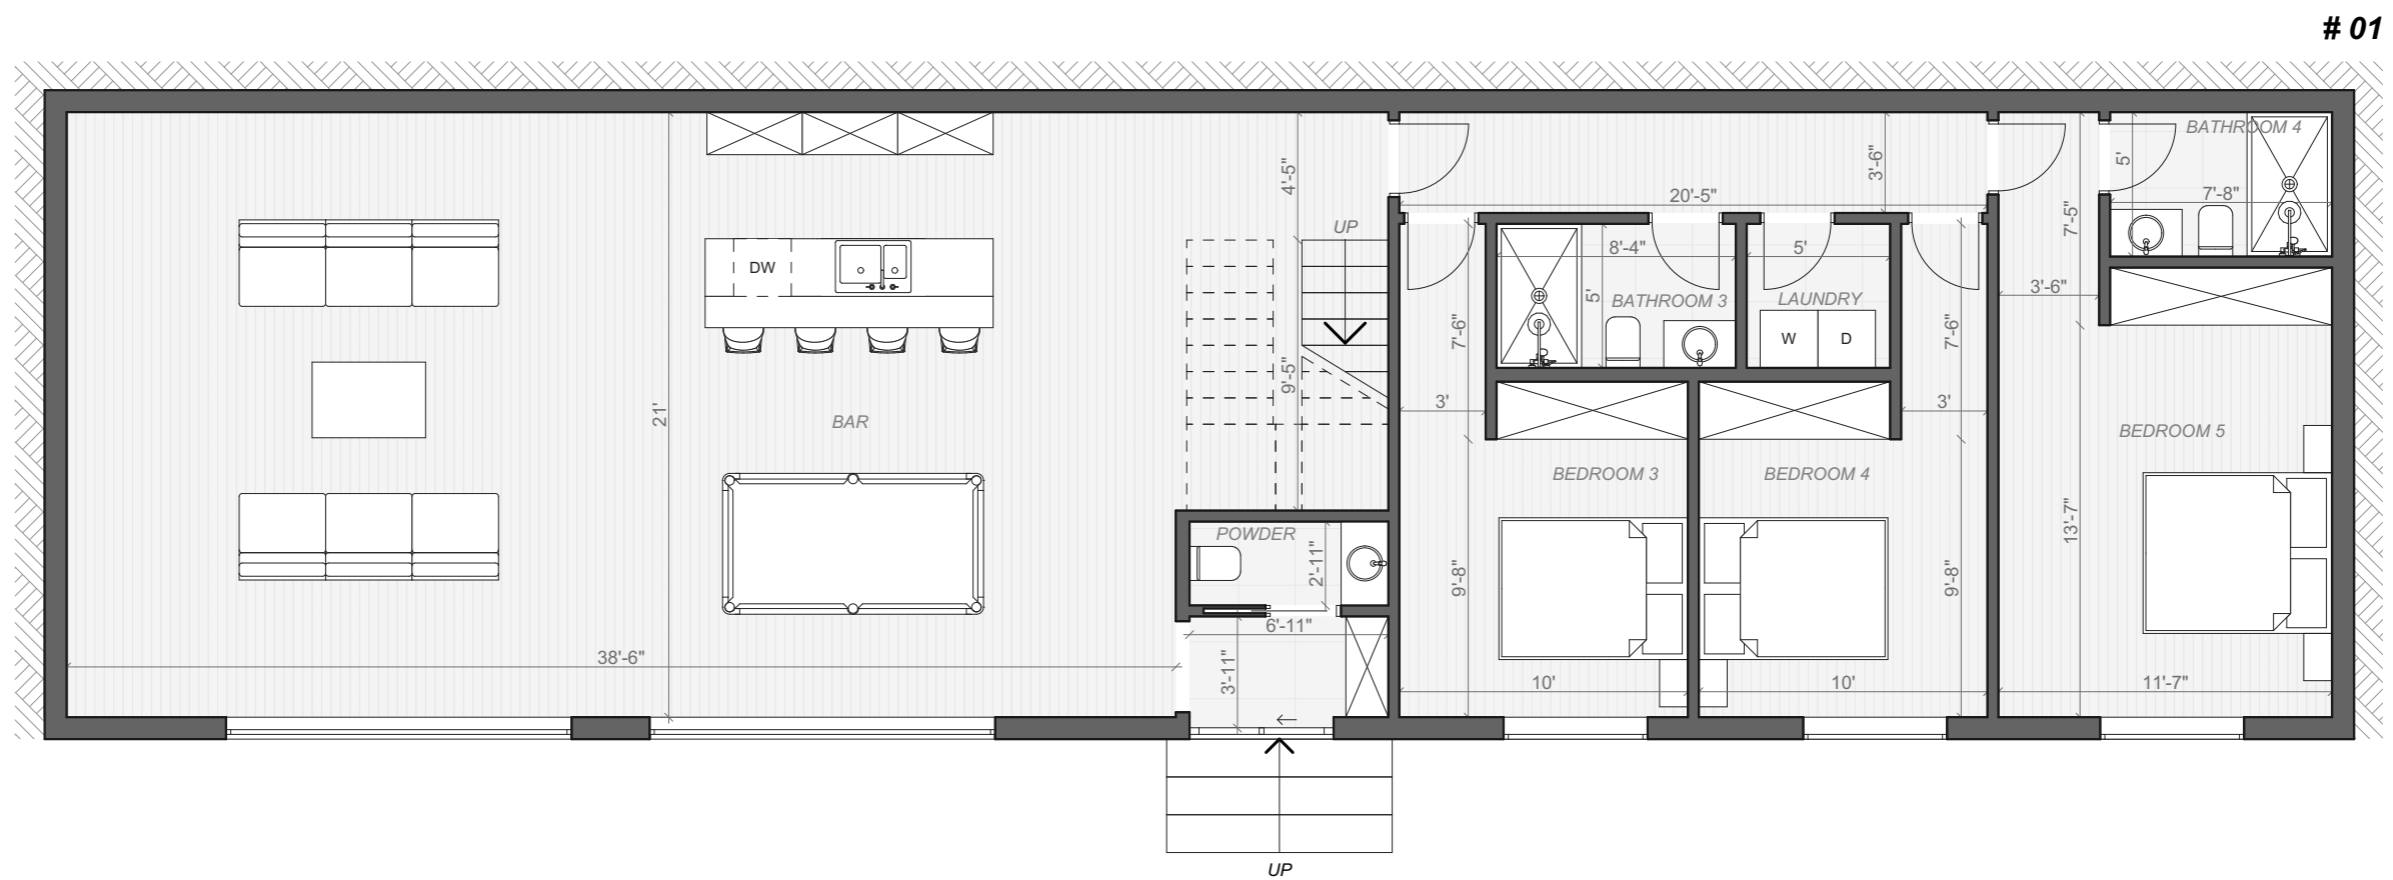 # 01
BATHROOM 4
5'
7'-8"
3'-6"
4'-5"
20'-5"
7'-5"
UP
8'-4"
5'
DW
3'-6"
5'
BATHROOM 3
LAUNDRY
7'-6"
W
D
7'-6"
9'-5"
3'
3'
21'
BAR
BEDROOM 5
BEDROOM 3
BEDROOM 4
13'-7"
POWDER
2'-11"
9'-8"
9'-8"
6'-11"
38'-6"
3'-11"
10'
10'
11'-7"
UP